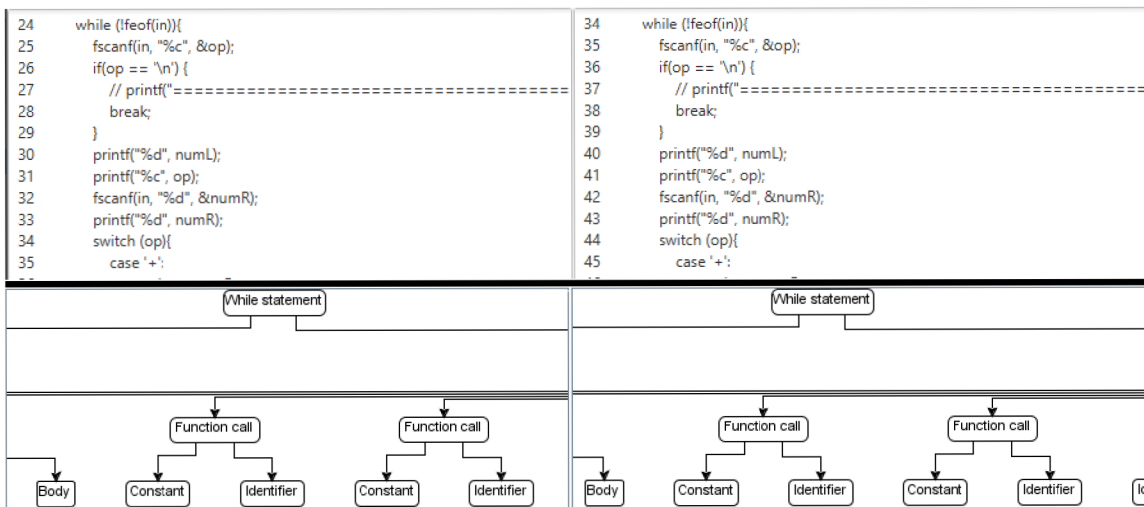 24 while (!feof(in)){
25 fscanf(in, "%c", &op);
26 if(op == '\n') {
27 // printf("======================================
28 break;
29 }
30 printf("%d", numL);
31 printf("%c", op);
32 fscanf(in, "%d", &numR);
33 printf("%d", numR);
34 switch (op){
35 case '+':
34 while (!feof(in)){
35 fscanf(in, "%c", &op);
36 if(op == '\n') {
37 // printf("=======================================
38 break;
39 }
40 printf("%d", numL);
41 printf("%c", op);
42 fscanf(in, "%d", &numR);
43 printf("%d", numR);
44 switch (op){
45 case '+':
While statement
Function call Function call
Body Constant Identifier Constant Identifier
While statement
Function call Function call
Body Constant Identifier Constant Identifier